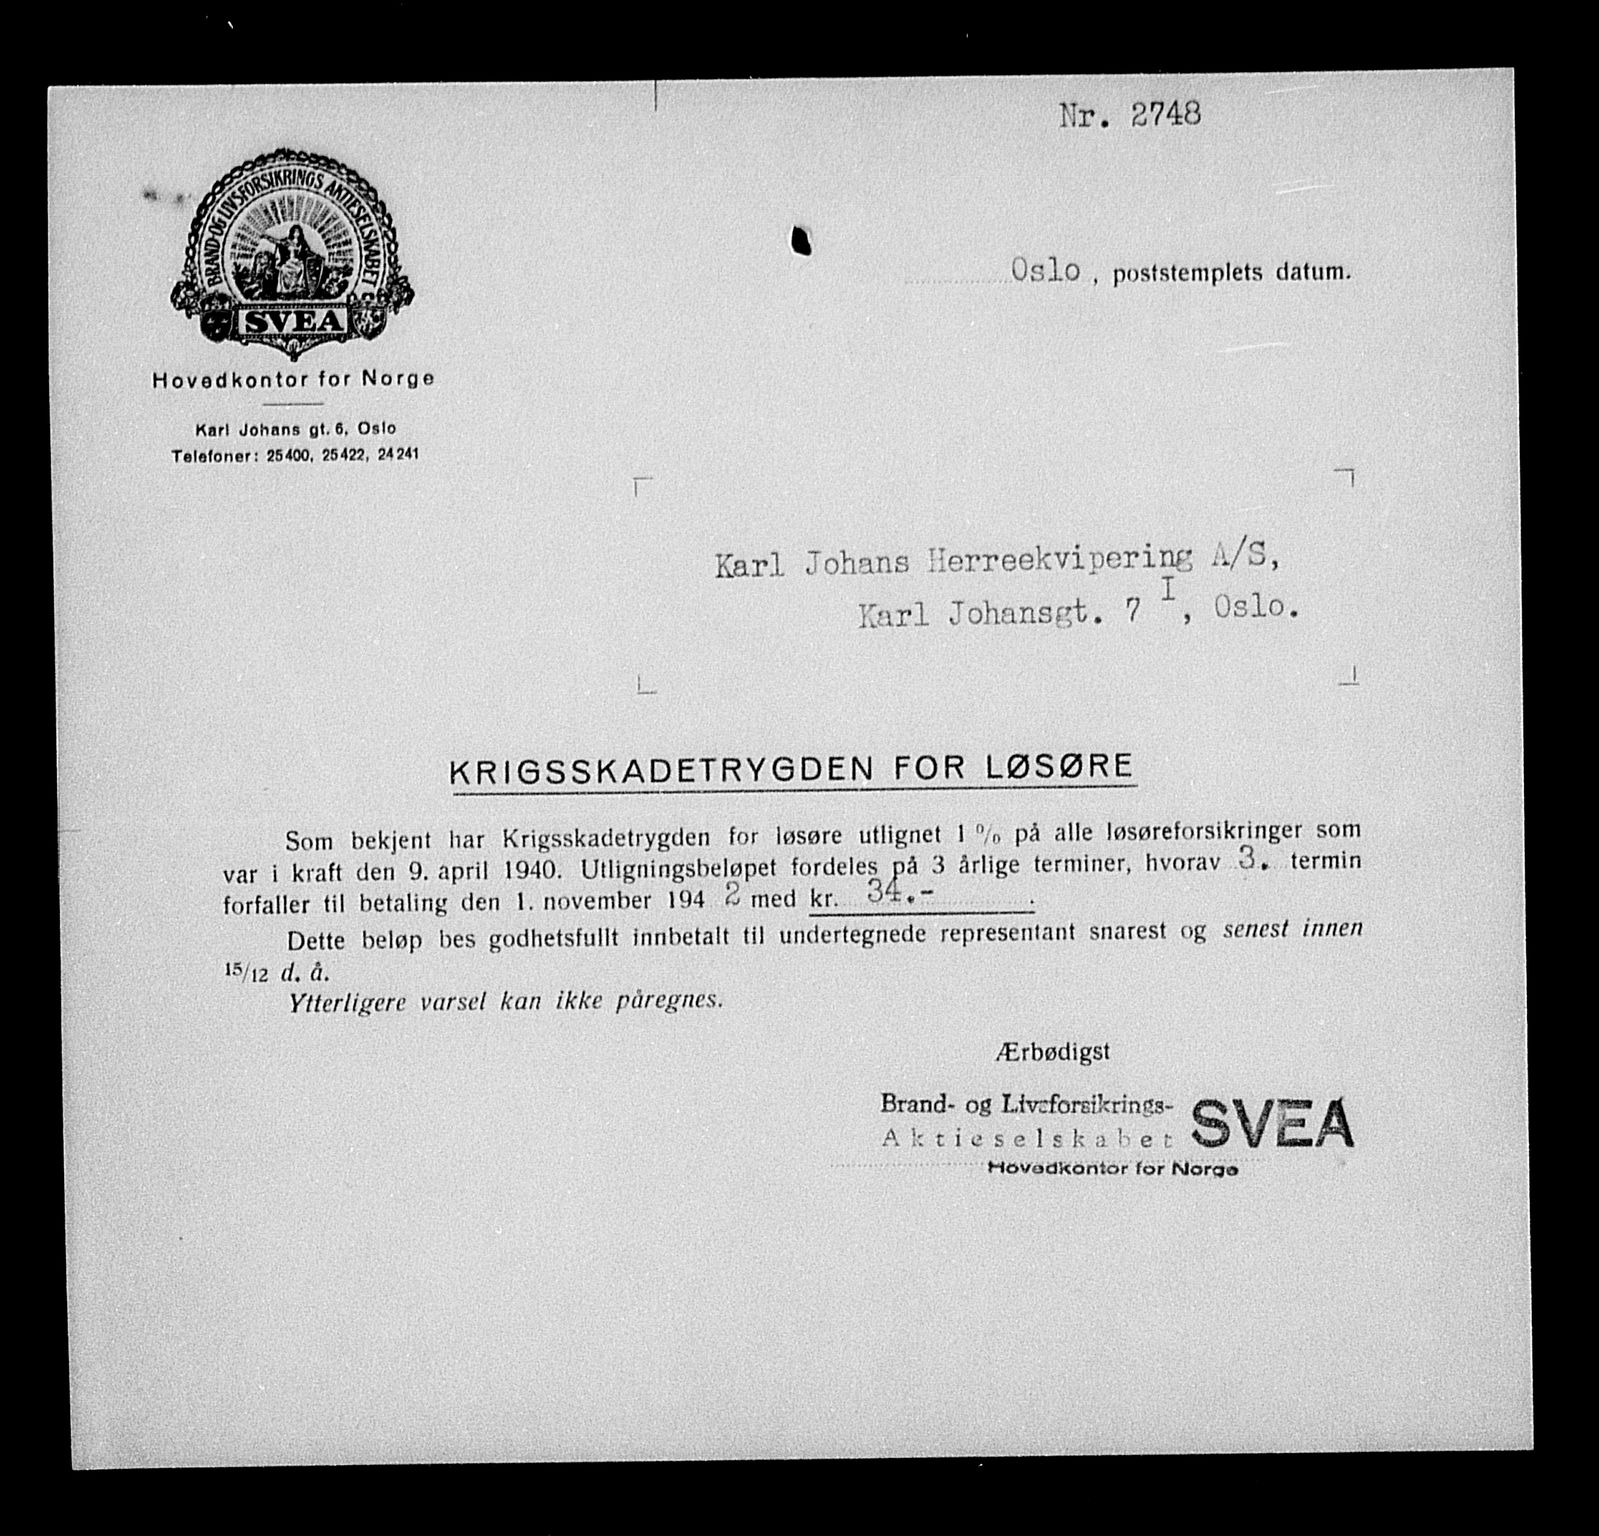 Nr. 2748
BRAND- OG LIVSFORSIKRINGS AKTIESELSKABET
SVEA
Oslo , poststemplets datum.
Hovedkontor for Norge
Karl Johans gt. 6, Oslo
Telefoner: 25400, 25422, 24241
Karl Johans Herreekvipering A/S,
Karl Johansgt. 7 I , Oslo.
KRIGSSKADETRYGDEN FOR LØSØRE
Som bekjent har Krigsskadetrygden for løsøre utlignet 1 % på alle løsøreforsikringer som
var i kraft den 9. april 1940. Utligningsbeløpet fordeles på 3 årlige terminer, hvorav 3. termin
forfaller til betaling den 1. november 194 2 med kr. 34.-
Dette beløp bes godhetsfullt innbetalt til undertegnede representant snarest og senest innen
15/12 d. å.
Ytterligere varsel kan ikke påregnes.
Ærbødigst
Brand- og Livsforsikrings-
Aktieselskabet SVEA
Hovedkontor for Norge